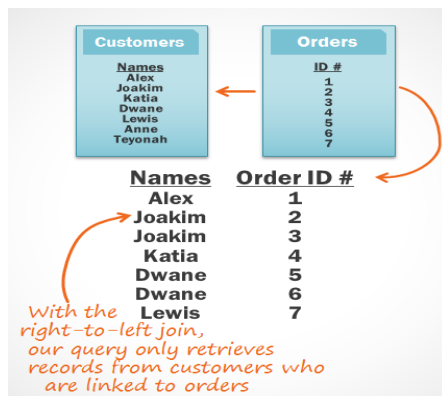 Customers
Names
Alex
Joakim
Katia
Dwane
Lewis
Anne
Teyonah
Orders
ID #
1
2
3
4
5
6
7
Names Order ID #
Alex 1
Joakim 2
Joakim 3
Katia 4
Dwane 5
Dwane 6
Lewis 7
With the
right-to-left join,
our query only retrieves
records from customers who
are linked to orders